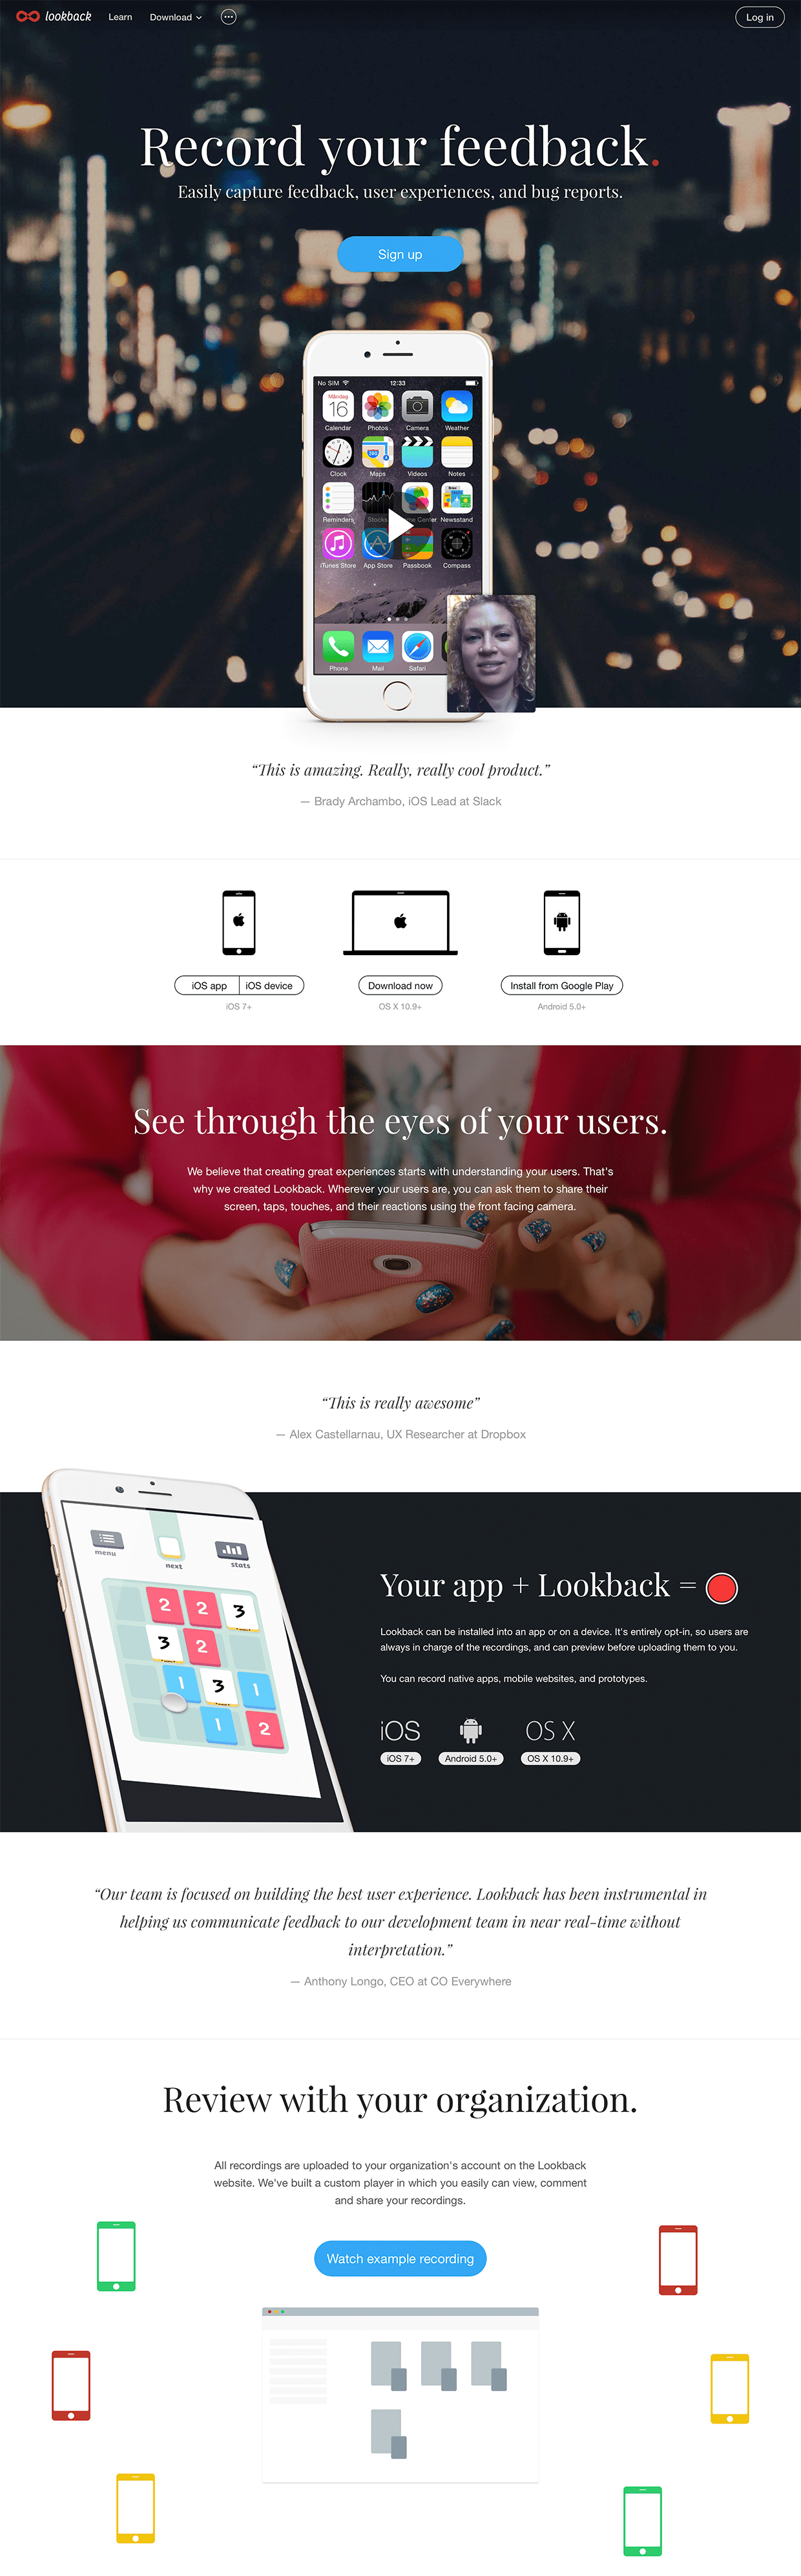 lookback Learn Download Log in
Record your feedback.
Easily capture feedback, user experiences, and bug reports.
Sign up
No SIM 12:33
Måndag
16
Calendar Photos Camera Weather
280
Clock Maps Videos Notes
Reminders Stocks Center Newsstand
iTunes Store App Store Passbook Compass
Phone Mail Safari
“This is amazing. Really, really cool product.”
— Brady Archambo, iOS Lead at Slack
iOS app iOS device Download now Install from Google Play
iOS 7+ OS X 10.9+ Android 5.0+
See through the eyes of your users.
We believe that creating great experiences starts with understanding your users. That's
why we created Lookback. Wherever your users are, you can ask them to share their
screen, taps, touches, and their reactions using the front facing camera.
“This is really awesome”
— Alex Castellarnau, UX Researcher at Dropbox
menu next stats
2 2 3
3 2
1 3 1
1 2
Your app + Lookback =
Lookback can be installed into an app or on a device. It's entirely opt-in, so users are
always in charge of the recordings, and can preview before uploading them to you.
You can record native apps, mobile websites, and prototypes.
iOS OS X
iOS 7+ Android 5.0+ OS X 10.9+
“Our team is focused on building the best user experience. Lookback has been instrumental in
helping us communicate feedback to our development team in near real-time without
interpretation.”
— Anthony Longo, CEO at CO Everywhere
Review with your organization.
All recordings are uploaded to your organization's account on the Lookback
website. We've built a custom player in which you easily can view, comment
and share your recordings.
Watch example recording